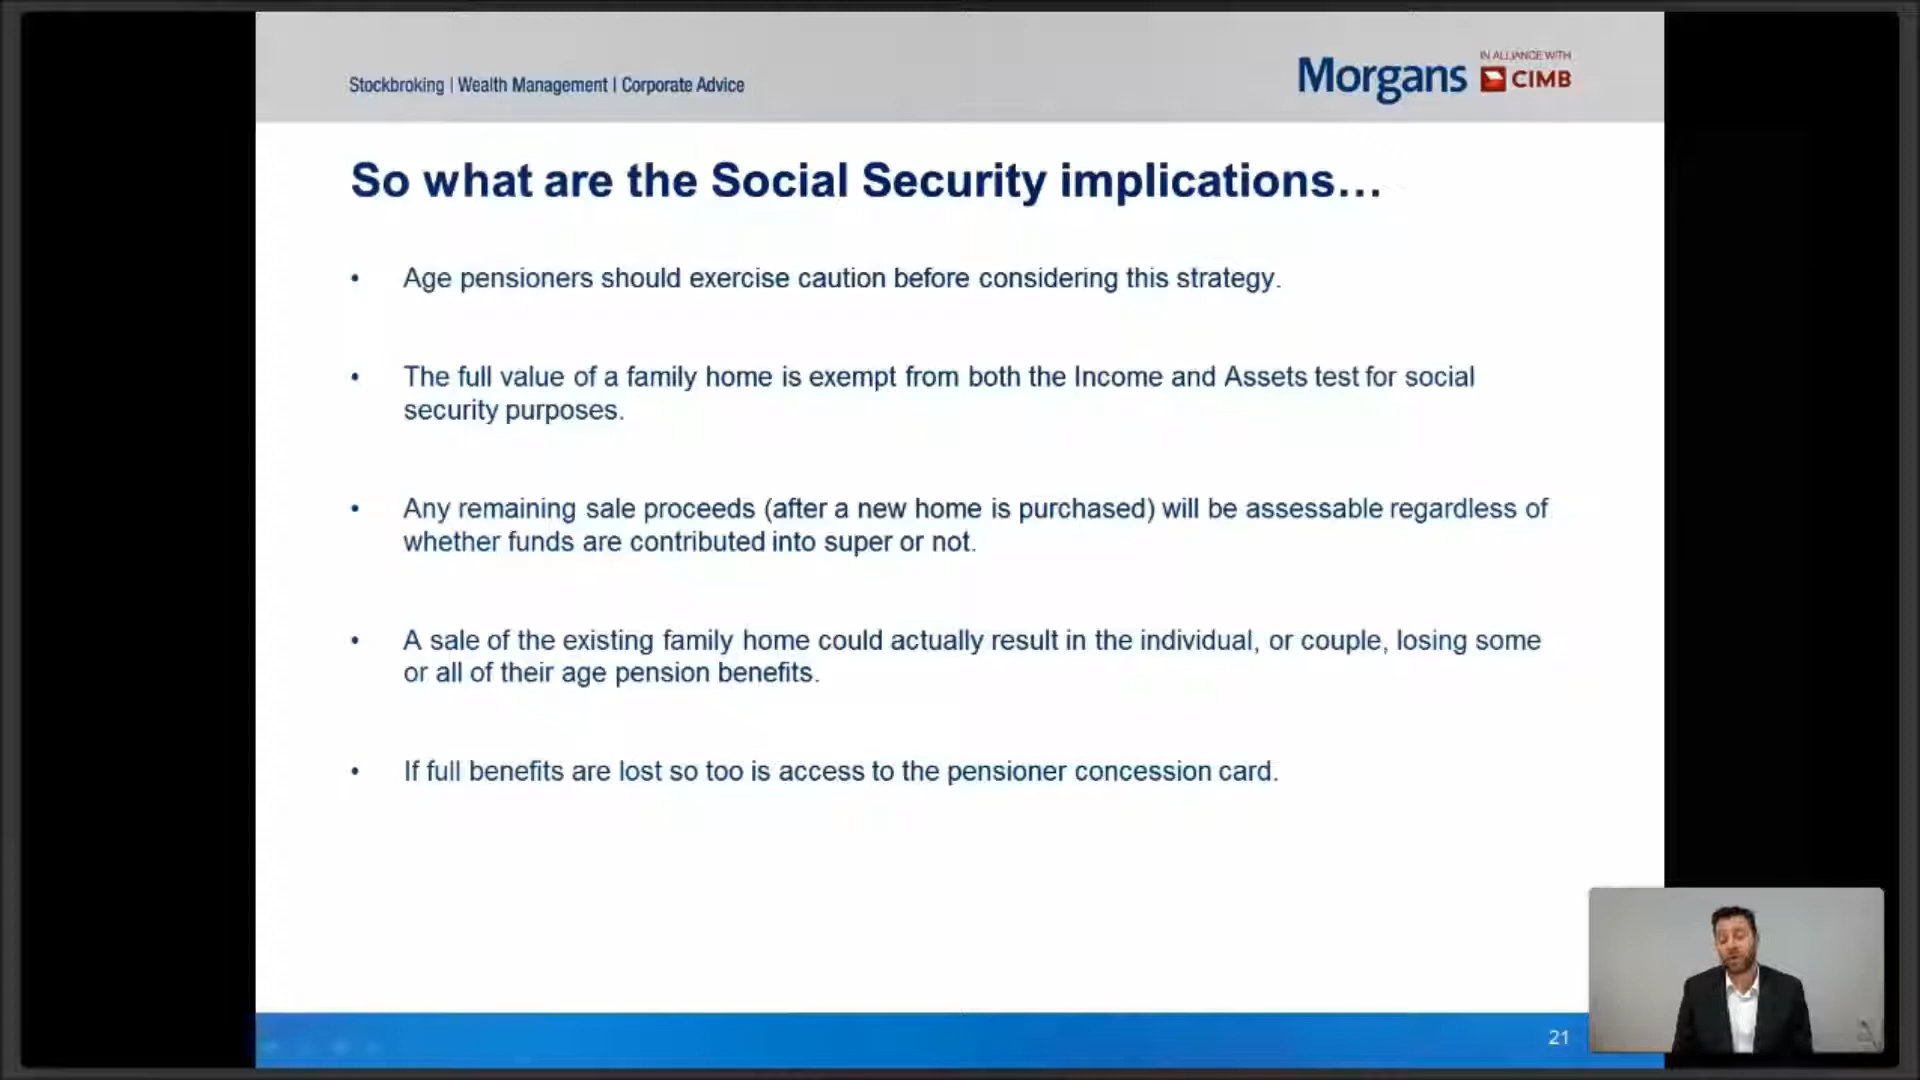 Stockbroking | Wealth Management | Corporate Advice
Morgans
IN ALLIANCE WITH
CIMB
So what are the Social Security implications…
• Age pensioners should exercise caution before considering this strategy.
• The full value of a family home is exempt from both the Income and Assets test for social
security purposes.
• Any remaining sale proceeds (after a new home is purchased) will be assessable regardless of
whether funds are contributed into super or not.
• A sale of the existing family home could actually result in the individual, or couple, losing some
or all of their age pension benefits.
• If full benefits are lost so too is access to the pensioner concession card.
21